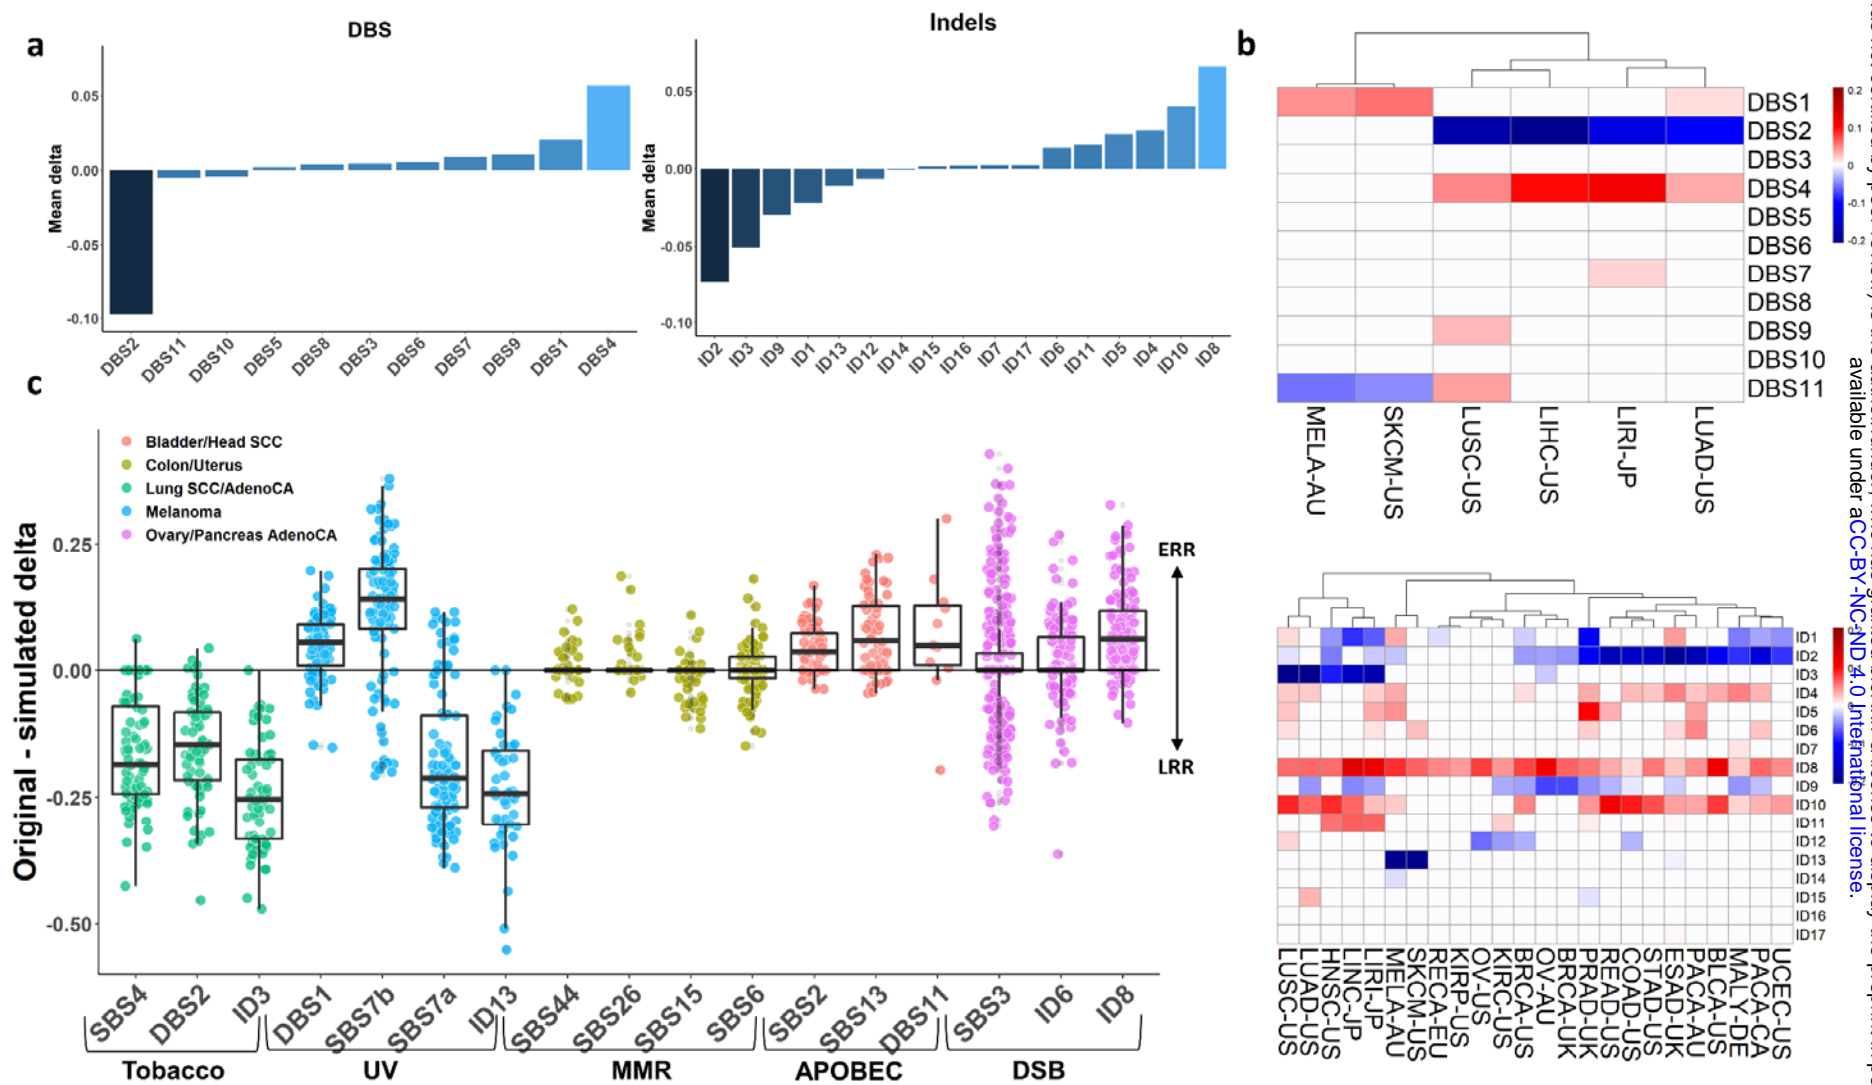 a
DBS
Mean delta
0.05
0.00
-0.05
-0.10
DBS2 DBS11 DBS10 DBS5 DBS8 DBS3 DBS6 DBS7 DBS9 DBS1 DBS4
Indels
Mean delta
0.05
0.00
-0.05
-0.10
ID2 ID3 ID9 ID1 ID13 ID12 ID14 ID15 ID16 ID7 ID17 ID6 ID11 ID5 ID4 ID10 ID8
b
DBS1
DBS2
DBS3
DBS4
DBS5
DBS6
DBS7
DBS8
DBS9
DBS10
DBS11
0.2
0.1
0
-0.1
-0.2
MELA-AU SKCM-US LUSC-US LIHC-US LIRI-JP LUAD-US
ID1
ID2
ID3
ID4
ID5
ID6
ID7
ID8
ID9
ID10
ID11
ID12
ID13
ID14
ID15
ID16
ID17
LUSC-US LUAD-US HNSC-US LINC-JP LIRI-JP MELA-AU SKCM-US RECA-EU KIRP-US OV-US KIRC-US BRCA-US OV-AU BRCA-UK PRAD-UK READ-US COAD-US STAD-US ESAD-UK PACA-AU BLCA-US MALY-DE PACA-CA UCEC-US
c
Bladder/Head SCC
Colon/Uterus
Lung SCC/AdenoCA
Melanoma
Ovary/Pancreas AdenoCA
Original - simulated delta
0.25
0.00
-0.25
-0.50
ERR
LRR
SBS4 DBS2 ID3 DBS1 SBS7b SBS7a ID13 SBS44 SBS26 SBS15 SBS6 SBS2 SBS13 DBS11 SBS3 ID6 ID8
Tobacco UV MMR APOBEC DSB
available under aCC-BY-NC-ND 4.0 International license.